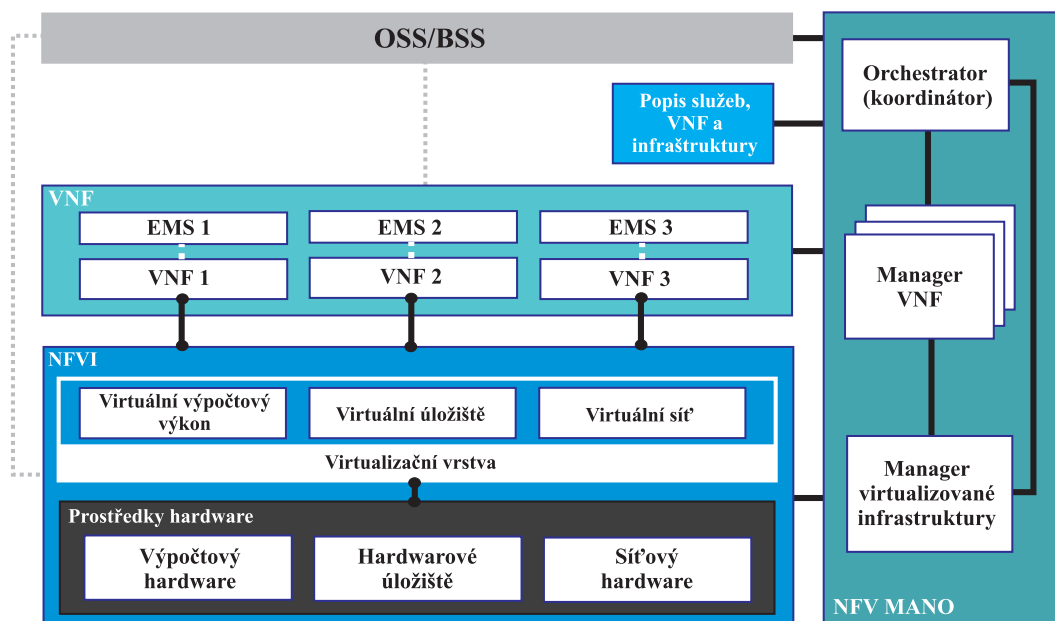 OSS/BSS
Popis služeb,
VNF a
infraštruktury
Orchestrator
(koordinátor)
Manager
VNF
Manager
virtualizované
infrastruktury
NFV MANO
VNF
EMS 1
EMS 2
EMS 3
VNF 1
VNF 2
VNF 3
NFVI
Virtuální výpočtový
výkon
Virtuální úložiště
Virtuální síť
Virtualizační vrstva
Prostředky hardware
Výpočtový
hardware
Hardwarové
úložiště
Síťový
hardware